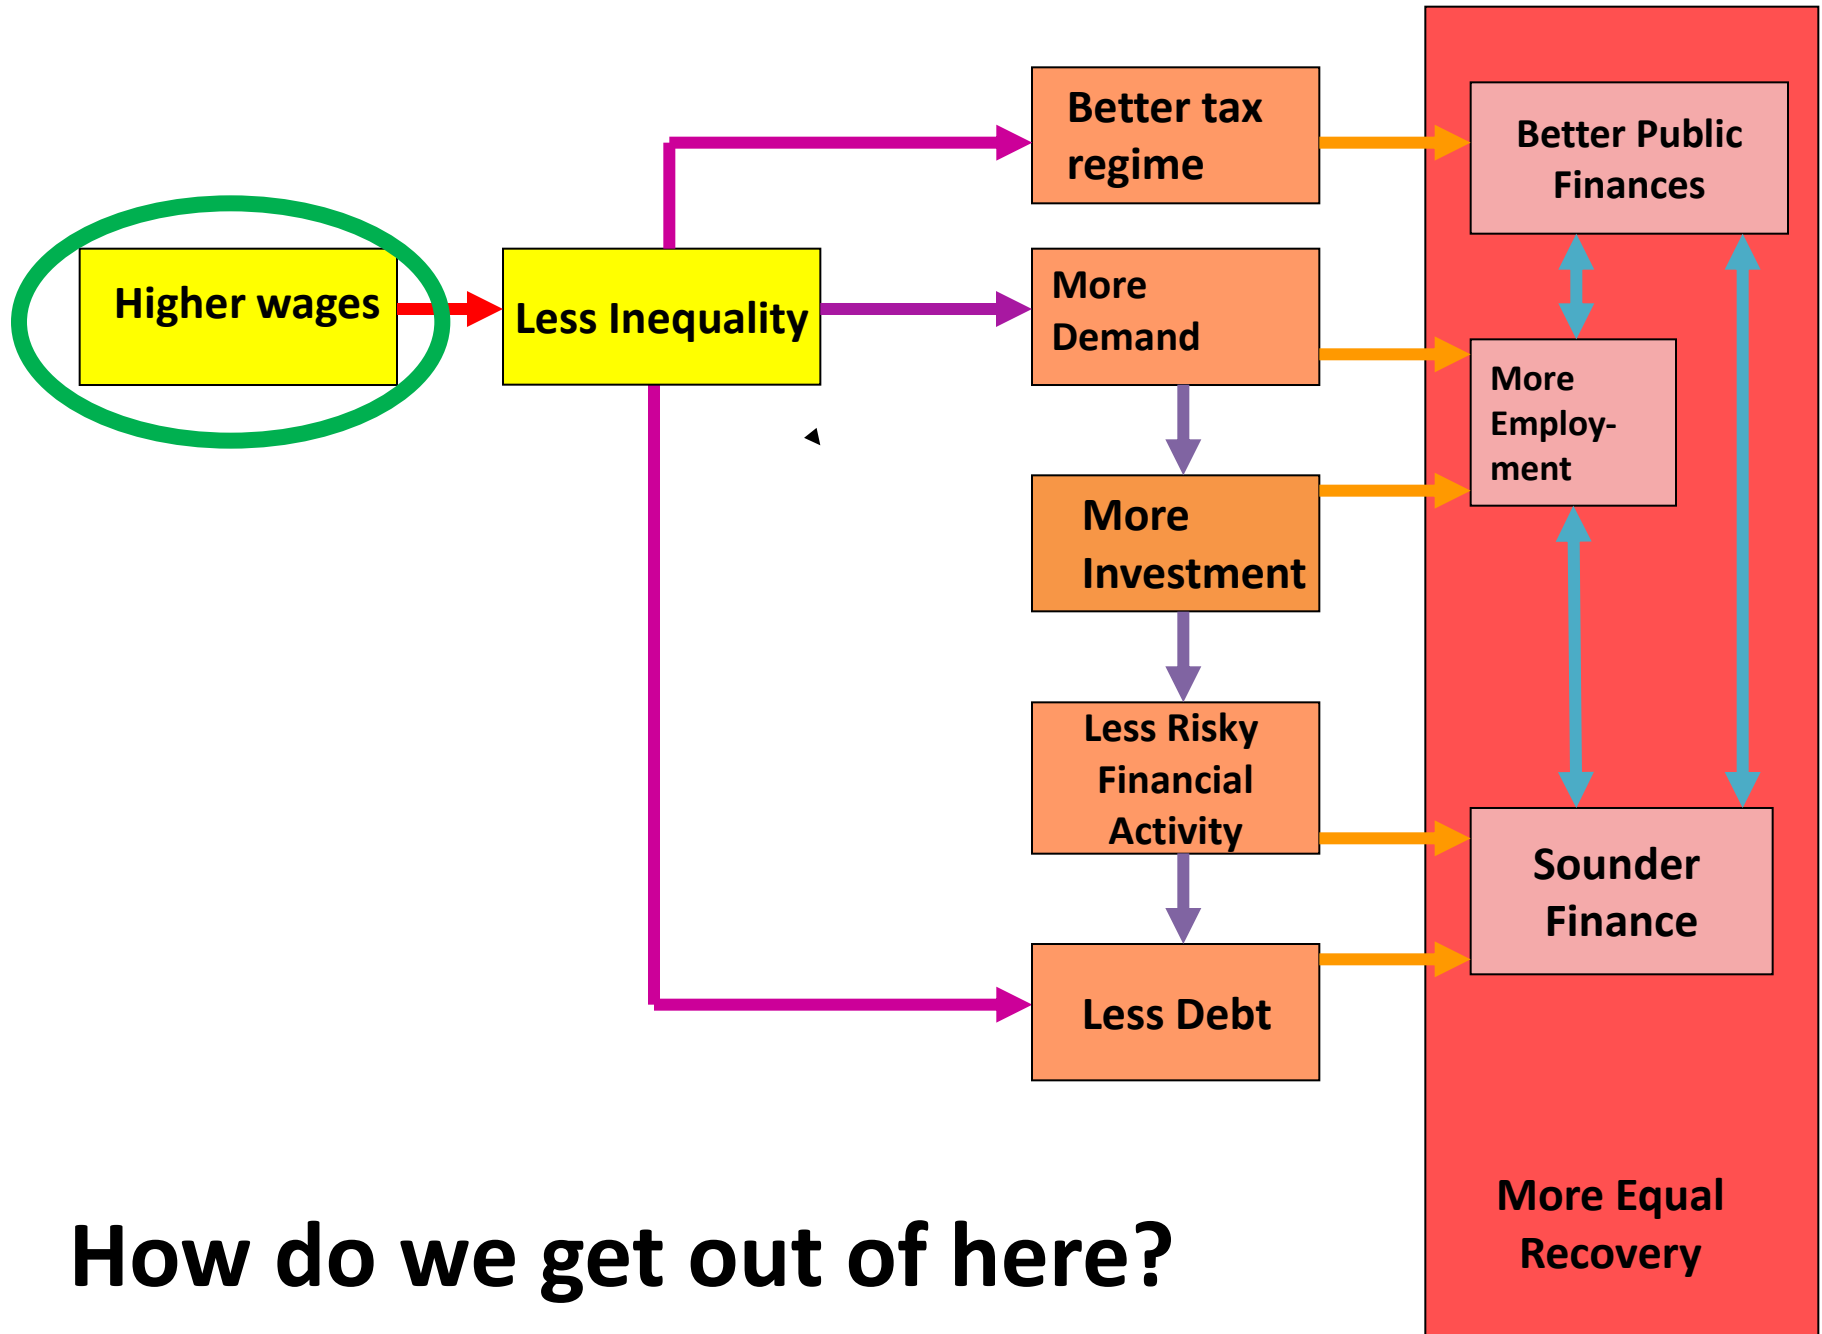 Better tax
regime
Better Public
Finances
Higher wages
Less Inequality
More
Demand
More
Employ-
ment
More
Investment
Less Risky
Financial
Activity
Sounder
Finance
Less Debt
More Equal
Recovery
How do we get out of here?